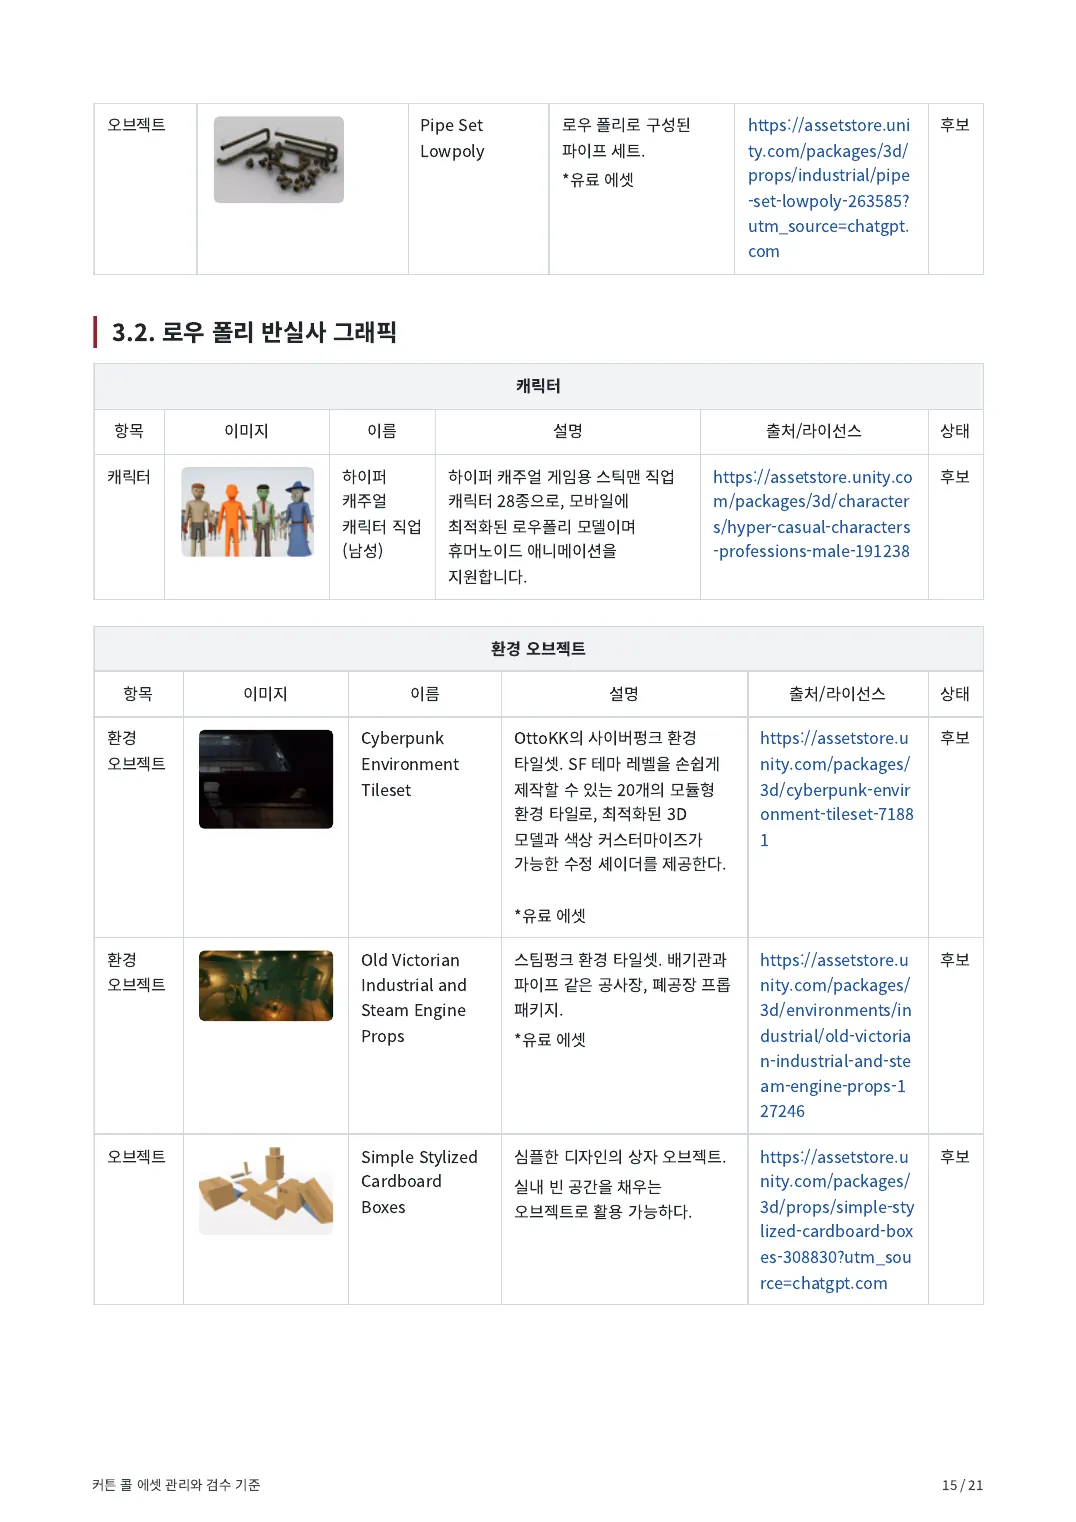 오브젝트
Pipe Set
Lowpoly
로우 폴리로 구성된
파이프 세트.
*유료 에셋
https://assetstore.uni
ty.com/packages/3d/
props/industrial/pipe
-set-lowpoly-263585?
utm_source=chatgpt.
com
후보
3.2. 로우 폴리 반실사 그래픽
캐릭터
항목 이미지 이름 설명 출처/라이선스 상태
캐릭터
하이퍼
캐주얼
캐릭터 직업
(남성)
하이퍼 캐주얼 게임용 스틱맨 직업
캐릭터 28종으로, 모바일에
최적화된 로우폴리 모델이며
휴머노이드 애니메이션을
지원합니다.
https://assetstore.unity.co
m/packages/3d/character
s/hyper-casual-characters
-professions-male-191238
후보
환경 오브젝트
항목 이미지 이름 설명 출처/라이선스 상태
환경
오브젝트
Cyberpunk
Environment
Tileset
OttoKK의 사이버펑크 환경
타일셋. SF 테마 레벨을 손쉽게
제작할 수 있는 20개의 모듈형
환경 타일로, 최적화된 3D
모델과 색상 커스터마이즈가
가능한 수정 셰이더를 제공한다.
*유료 에셋
https://assetstore.u
nity.com/packages/
3d/cyberpunk-envir
onment-tileset-7188
1
후보
환경
오브젝트
Old Victorian
Industrial and
Steam Engine
Props
스팀펑크 환경 타일셋. 배기관과
파이프 같은 공사장, 폐공장 프롭
패키지.
*유료 에셋
https://assetstore.u
nity.com/packages/
3d/environments/in
dustrial/old-victoria
n-industrial-and-ste
am-engine-props-1
27246
후보
오브젝트
Simple Stylized
Cardboard
Boxes
심플한 디자인의 상자 오브젝트.
실내 빈 공간을 채우는
오브젝트로 활용 가능하다.
https://assetstore.u
nity.com/packages/
3d/props/simple-sty
lized-cardboard-box
es-308830?utm_sou
rce=chatgpt.com
후보
커튼 콜 에셋 관리와 검수 기준
15 / 21